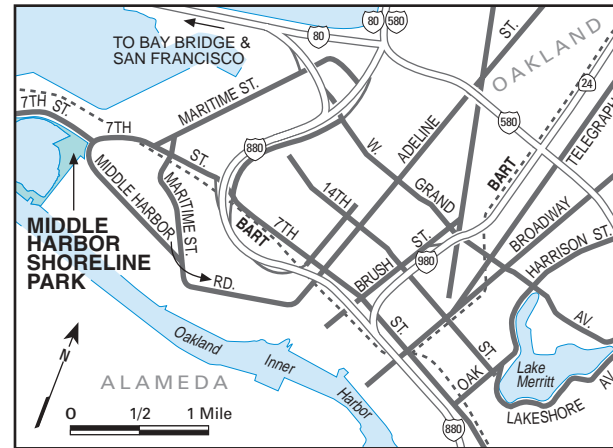 80
580
80
TO BAY BRIDGE &
SAN FRANCISCO
ST.
OAKLAND
24
7TH
ST.
MARITIME ST.
7TH
880
ST.
W.
GRAND
AV.
ADELINE
580
TELEGRAPH
BART
MIDDLE HARBOR
RD.
MARITIME ST.
14TH
ST.
BROADWAY
HARRISON ST.
MIDDLE
HARBOR
SHORELINE
PARK
BART
7TH
ST.
BRUSH
ST.
980
OAK
Lake
Merritt
LAKESHORE
AV.
Oakland
Inner
Harbor
N
ALAMEDA
0 1/2 1 Mile
880